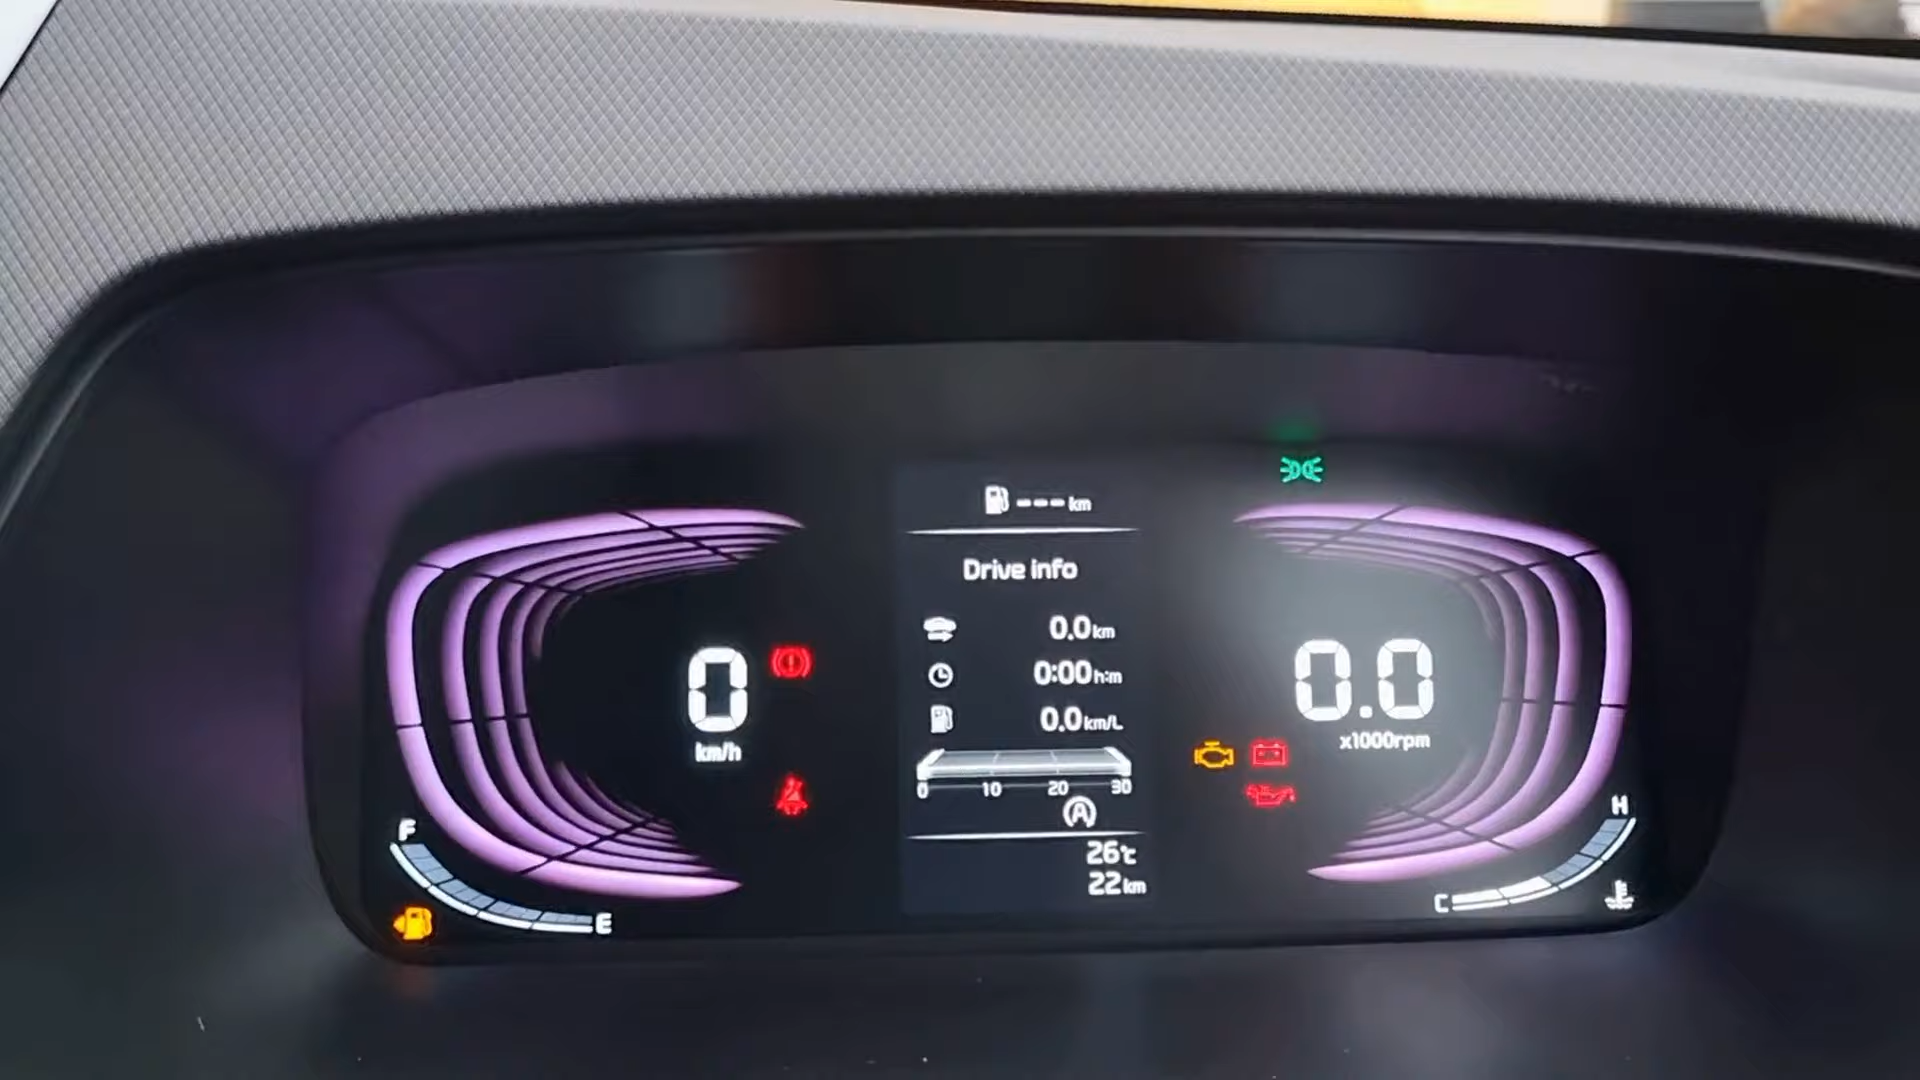 --- km
Drive info
0.0 km
0:00 h:m
0.0 km/L
0 10 20 30
A
26℃
22 km
0
km/h
0.0
x1000rpm
F
E
H
C